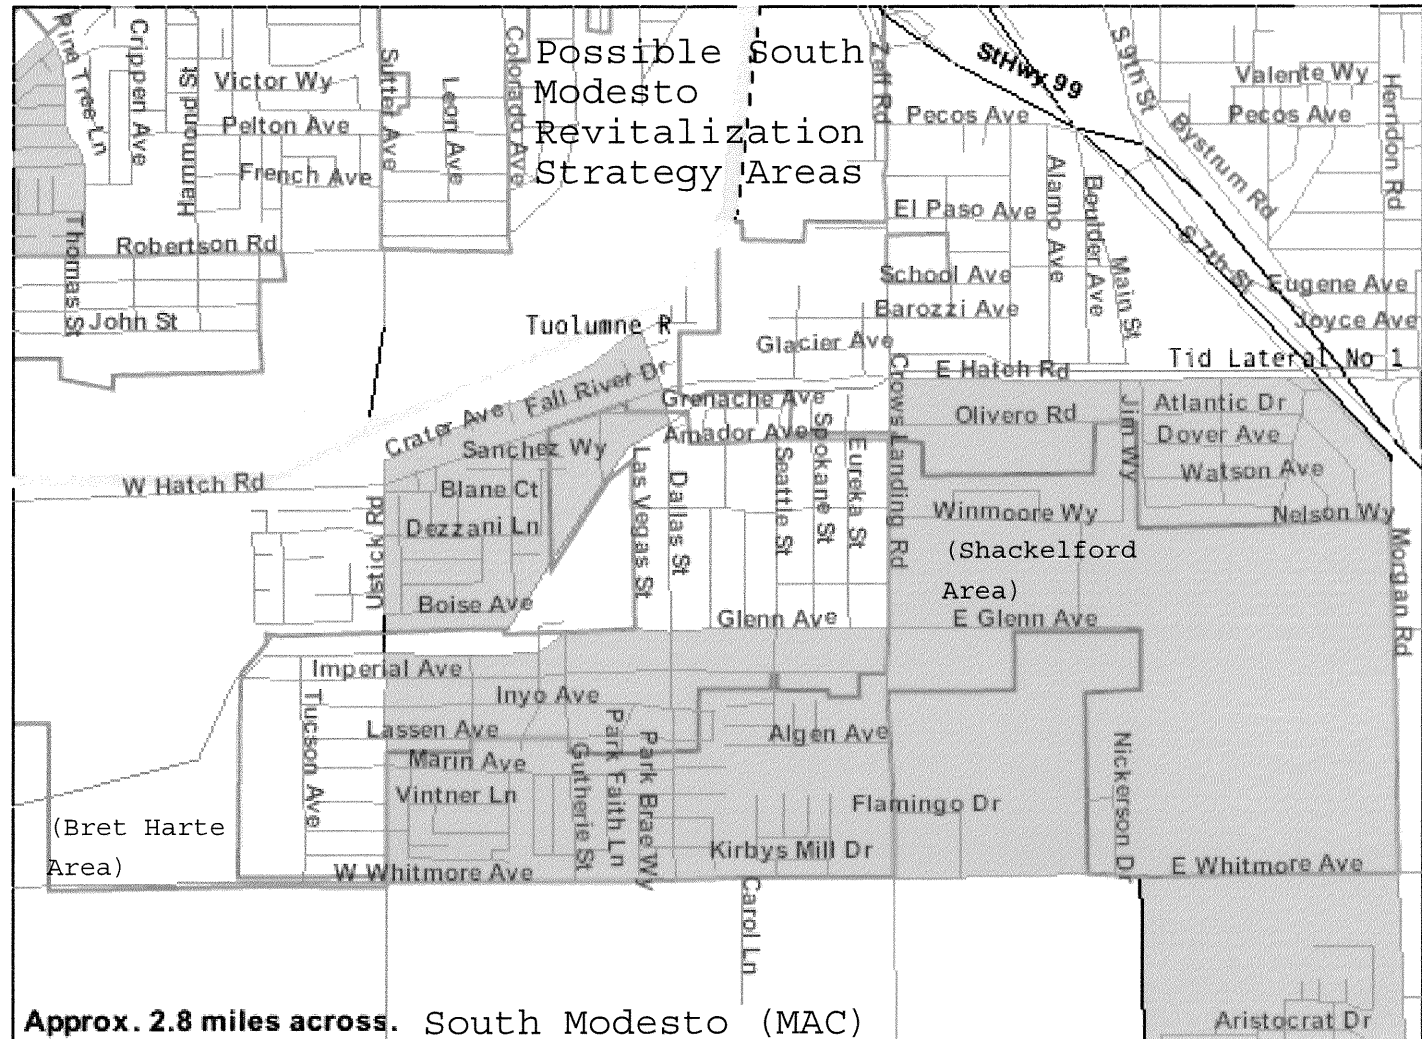 Possible South
Modesto
Revitalization
Strategy Areas
Pine Tree Ln
Crippen Ave
Hammond St
Victor Wy
Pelton Ave
French Ave
Sutter Ave
Leon Ave
Colorado Ave
Zeff Rd
StHwy 99
S 9th St
Bystrum Rd
Valente Wy
Pecos Ave
Pecos Ave
Herndon Rd
Thomas St
Robertson Rd
John St
El Paso Ave
Alamo Ave
Boulder Ave
Main St
S 7th St
School Ave
Barozzi Ave
Eugene Ave
Joyce Ave
Tuolumne R
Glacier Ave
Tid Lateral No 1
E Hatch Rd
Crater Ave
Fall River Dr
Grenache Ave
Amador Ave
Crows Landing Rd
Olivero Rd
Jim Wy
Atlantic Dr
Dover Ave
Watson Ave
Nelson Wy
Sanchez Wy
W Hatch Rd
Blane Ct
Dezzani Ln
Ustick Rd
Boise Ave
Las Vegas St
Dallas St
Seattle St
Spokane St
Eureka St
Winmoore Wy
(Shackelford
Area)
Morgan Rd
Glenn Ave
E Glenn Ave
Imperial Ave
Inyo Ave
Tucson Ave
Lassen Ave
Marin Ave
Vintner Ln
Gutherie St
Park Faith Ln
Park Brae Wy
Algen Ave
Nickerson Dr
Flamingo Dr
(Bret Harte
Area)
Kirbys Mill Dr
W Whitmore Ave
E Whitmore Ave
Carol Ln
Approx. 2.8 miles across. South Modesto (MAC)
Aristocrat Dr